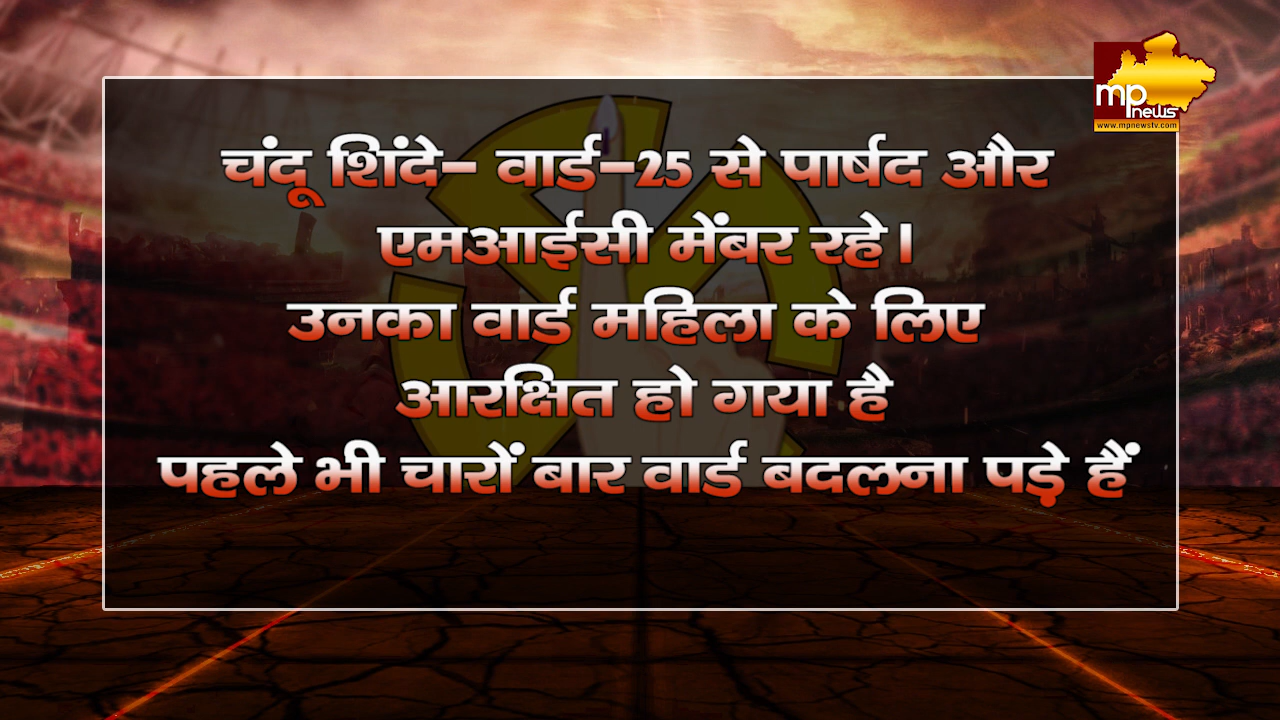 mp news
www.mpnewstv.com
चंदू शिंदे- वार्ड-25 से पार्षद और
एमआईसी मेंबर रहे।
उनका वार्ड महिला के लिए
आरक्षित हो गया है
पहले भी चारों बार वार्ड बदलना पड़े हैं